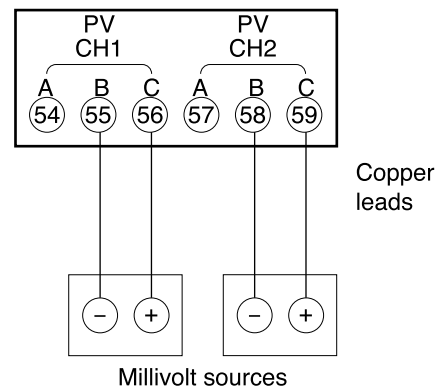 PV PV
CH1 CH2
A B C A B C
54 55 56 57 58 59
Copper
leads
− + − +
Millivolt sources